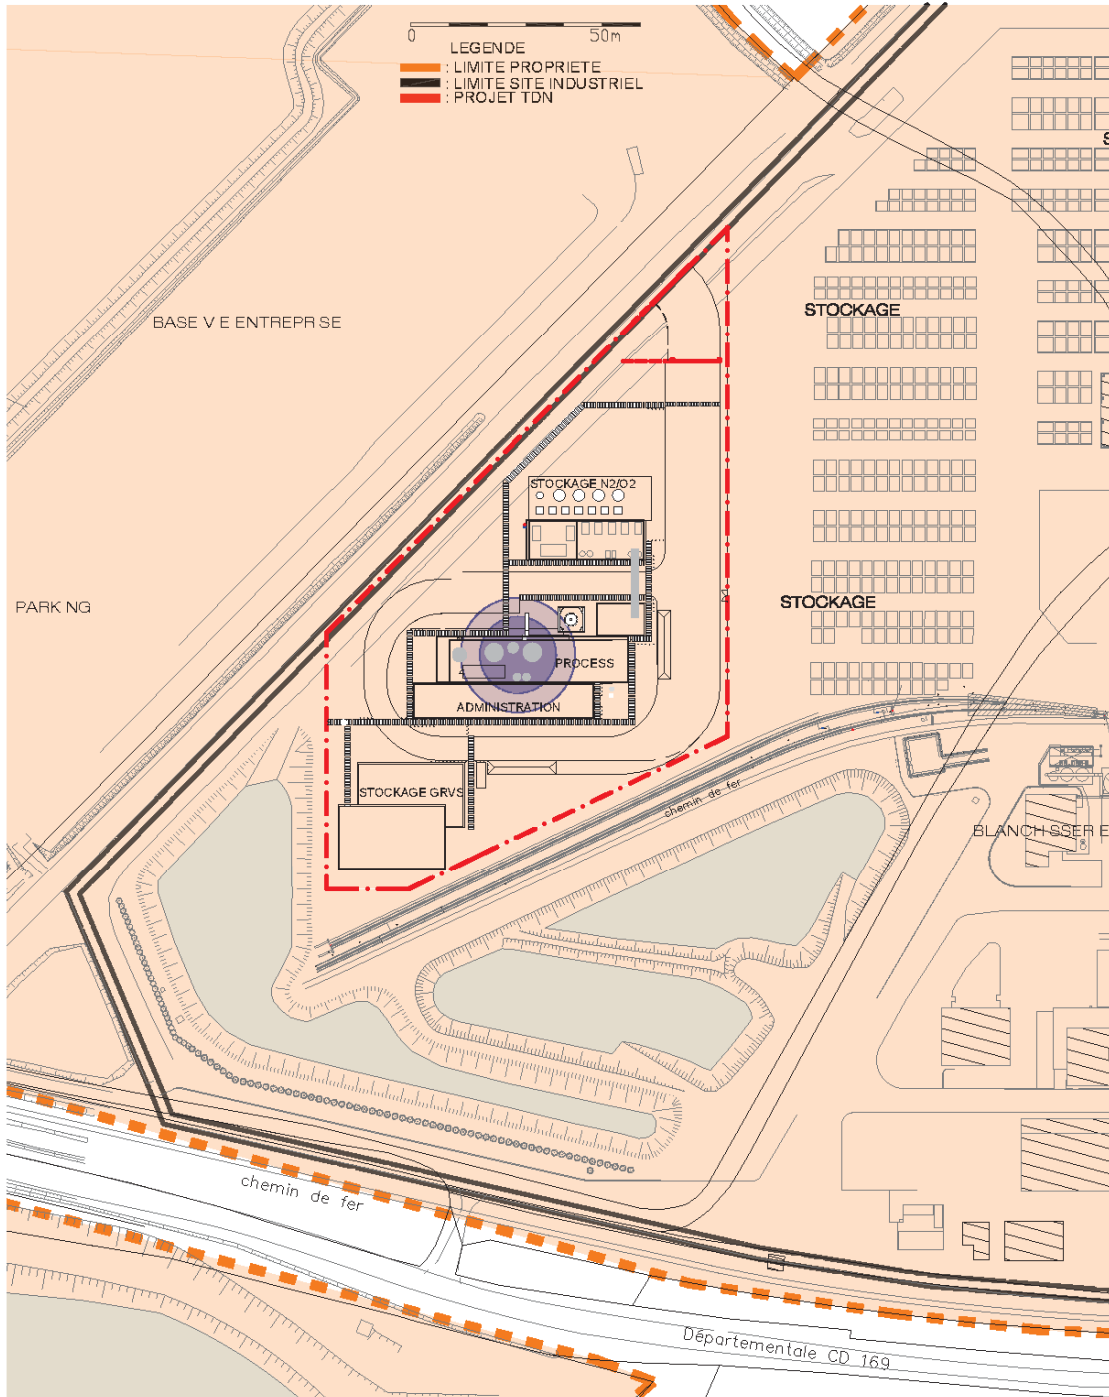 0 50m
LEGENDE
: LIMITE PROPRIETE
: LIMITE SITE INDUSTRIEL
: PROJET TDN
S
BASE V E ENTREPR SE
STOCKAGE
STOCKAGE N2/O2
PARK NG
STOCKAGE
PROCESS
ADMINISTRATION
STOCKAGE GRVS
chemin de fer
BLANCH SSER E
chemin de fer
Départementale CD 169